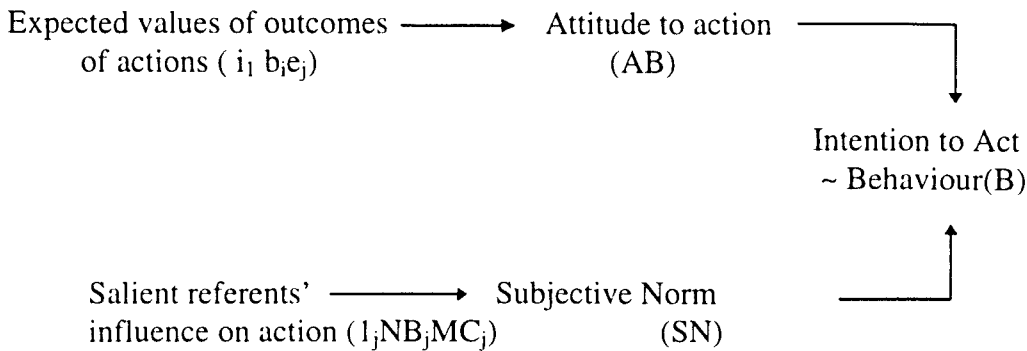 Expected values of outcomes
of actions ( i₁ bᵢeⱼ)
Attitude to action
(AB)
Intention to Act
~ Behaviour(B)
Salient referents'
influence on action (1ⱼNBⱼMCⱼ)
Subjective Norm
(SN)